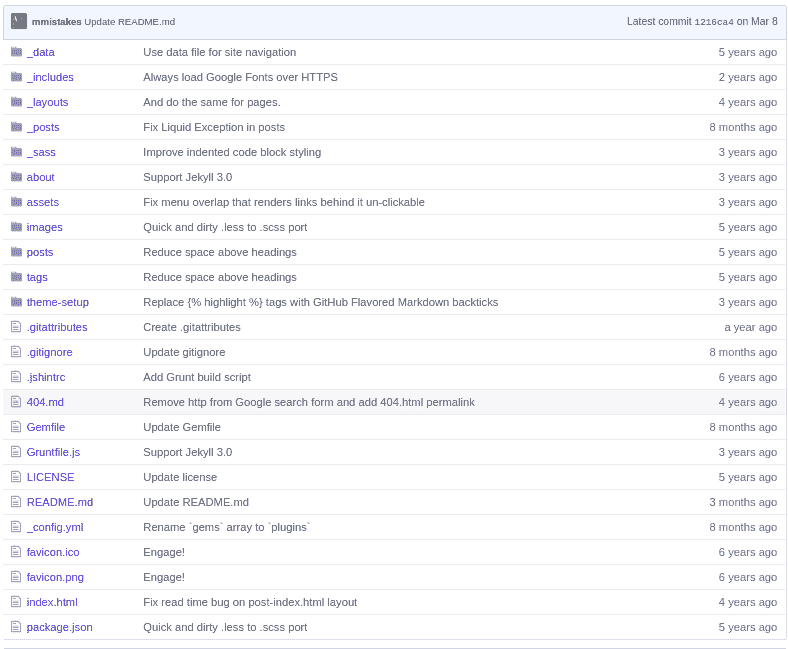 mmistakes Update README.md Latest commit 1216ca4 on Mar 8
_data Use data file for site navigation 5 years ago
_includes Always load Google Fonts over HTTPS 2 years ago
_layouts And do the same for pages. 4 years ago
_posts Fix Liquid Exception in posts 8 months ago
_sass Improve indented code block styling 3 years ago
about Support Jekyll 3.0 3 years ago
assets Fix menu overlap that renders links behind it un-clickable 3 years ago
images Quick and dirty .less to .scss port 5 years ago
posts Reduce space above headings 5 years ago
tags Reduce space above headings 5 years ago
theme-setup Replace {% highlight %} tags with GitHub Flavored Markdown backticks 3 years ago
.gitattributes Create .gitattributes a year ago
.gitignore Update gitignore 8 months ago
.jshintrc Add Grunt build script 6 years ago
404.md Remove http from Google search form and add 404.html permalink 4 years ago
Gemfile Update Gemfile 8 months ago
Gruntfile.js Support Jekyll 3.0 3 years ago
LICENSE Update license 5 years ago
README.md Update README.md 3 months ago
_config.yml Rename `gems` array to `plugins` 8 months ago
favicon.ico Engage! 6 years ago
favicon.png Engage! 6 years ago
index.html Fix read time bug on post-index.html layout 4 years ago
package.json Quick and dirty .less to .scss port 5 years ago